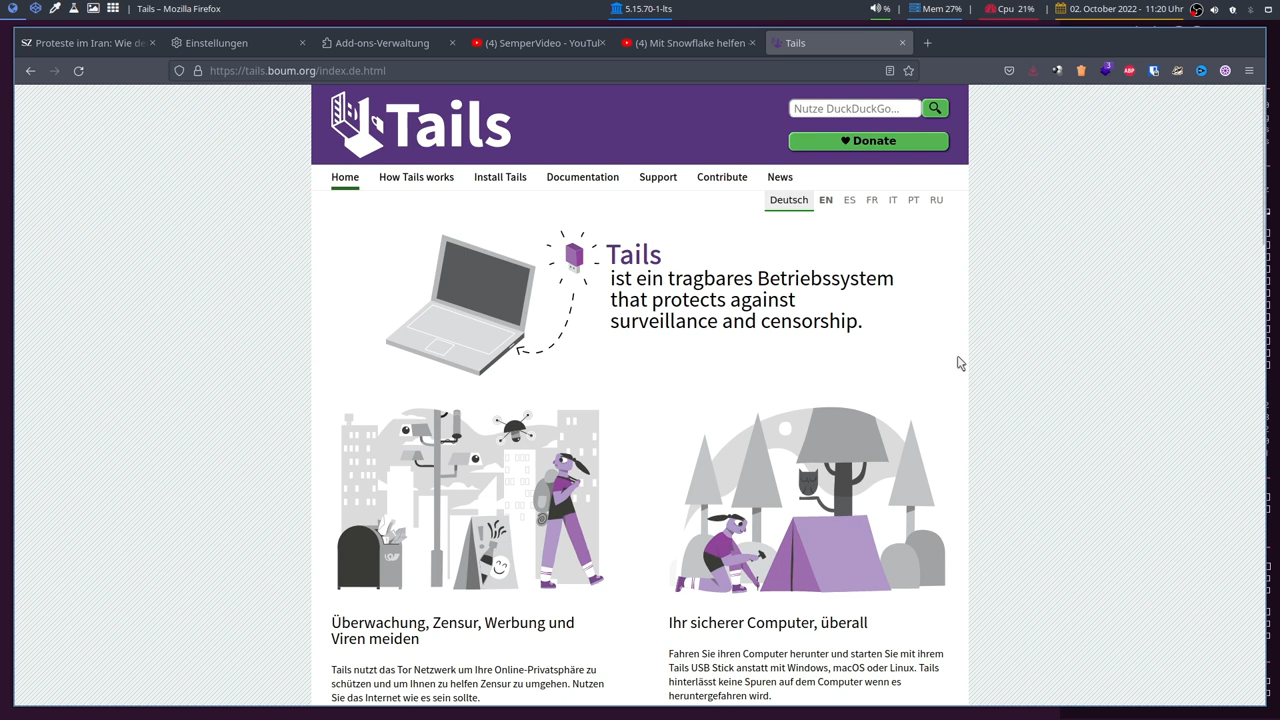 Tails – Mozilla Firefox
5.15.70-1-lts
%
Mem 27%
Cpu 21%
02. October 2022 - 11:20 Uhr
Proteste im Iran: Wie de
Einstellungen
Add-ons-Verwaltung
(4) SemperVideo - YouTul
(4) Mit Snowflake helfen
Tails
https://tails.boum.org/index.de.html
3
ABP
Tails
Nutze DuckDuckGo...
♥ Donate
Home
How Tails works
Install Tails
Documentation
Support
Contribute
News
Deutsch
EN
ES
FR
IT
PT
RU
Tails
ist ein tragbares Betriebssystem
that protects against
surveillance and censorship.
Überwachung, Zensur, Werbung und
Viren meiden
Tails nutzt das Tor Netzwerk um Ihre Online-Privatsphäre zu
schützen und um Ihnen zu helfen Zensur zu umgehen. Nutzen
Sie das Internet wie es sein sollte.
Ihr sicherer Computer, überall
Fahren Sie ihren Computer herunter und starten Sie mit ihrem
Tails USB Stick anstatt mit Windows, macOS oder Linux. Tails
hinterlässt keine Spuren auf dem Computer wenn es
heruntergefahren wird.